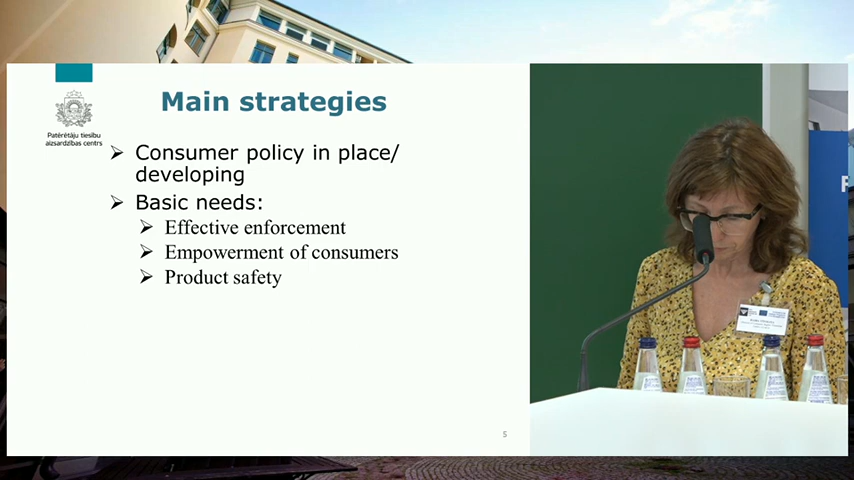 Main strategies
Patērētāju tiesību
aizsardzības centrs
➢ Consumer policy in place/
developing
➢ Basic needs:
➢ Effective enforcement
➢ Empowerment of consumers
➢ Product safety
5